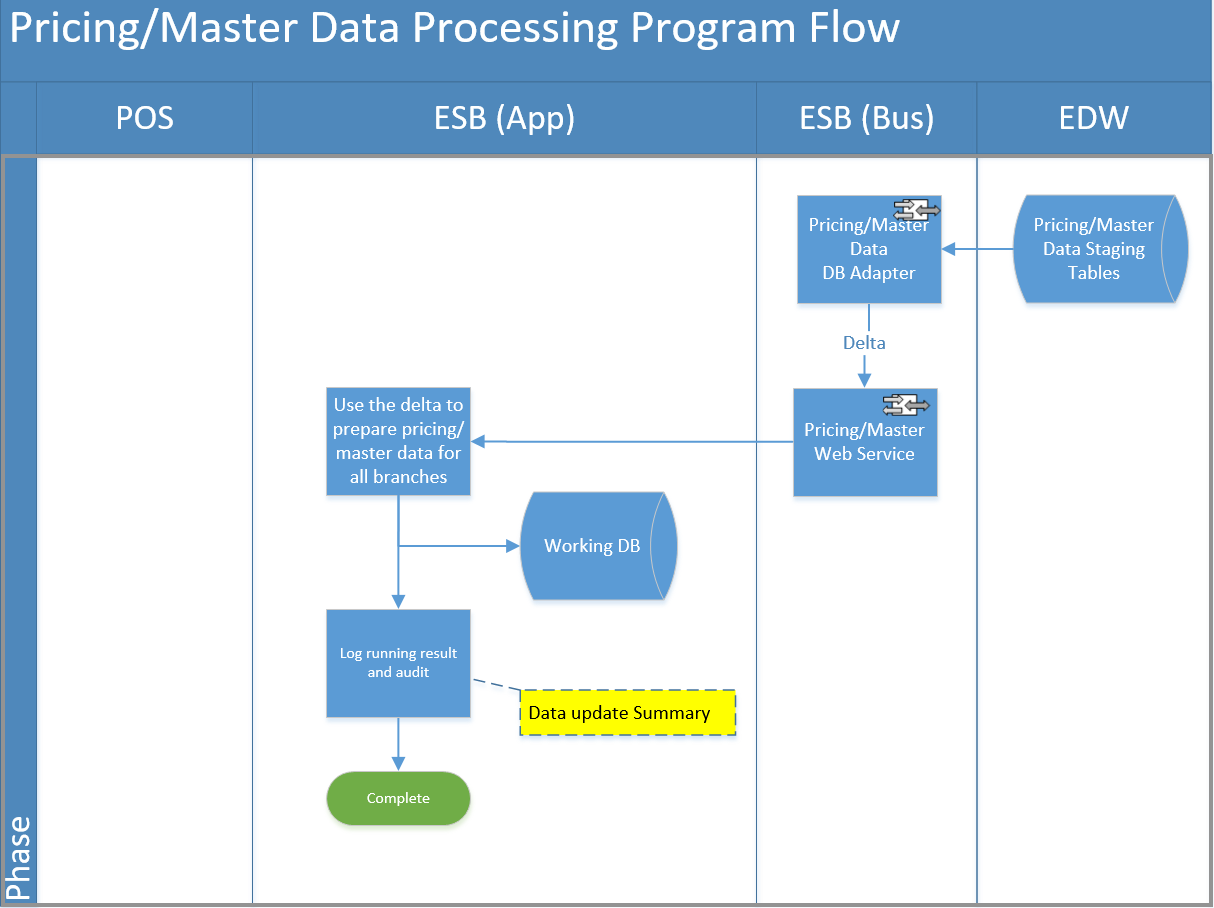 Pricing/Master Data Processing Program Flow
POS
ESB (App)
ESB (Bus)
EDW
Phase
Pricing/Master
Data
DB Adapter
Pricing/Master
Data Staging
Tables
Delta
Use the delta to
prepare pricing/
master data for
all branches
Pricing/Master
Web Service
Working DB
Log running result
and audit
Data update Summary
Complete